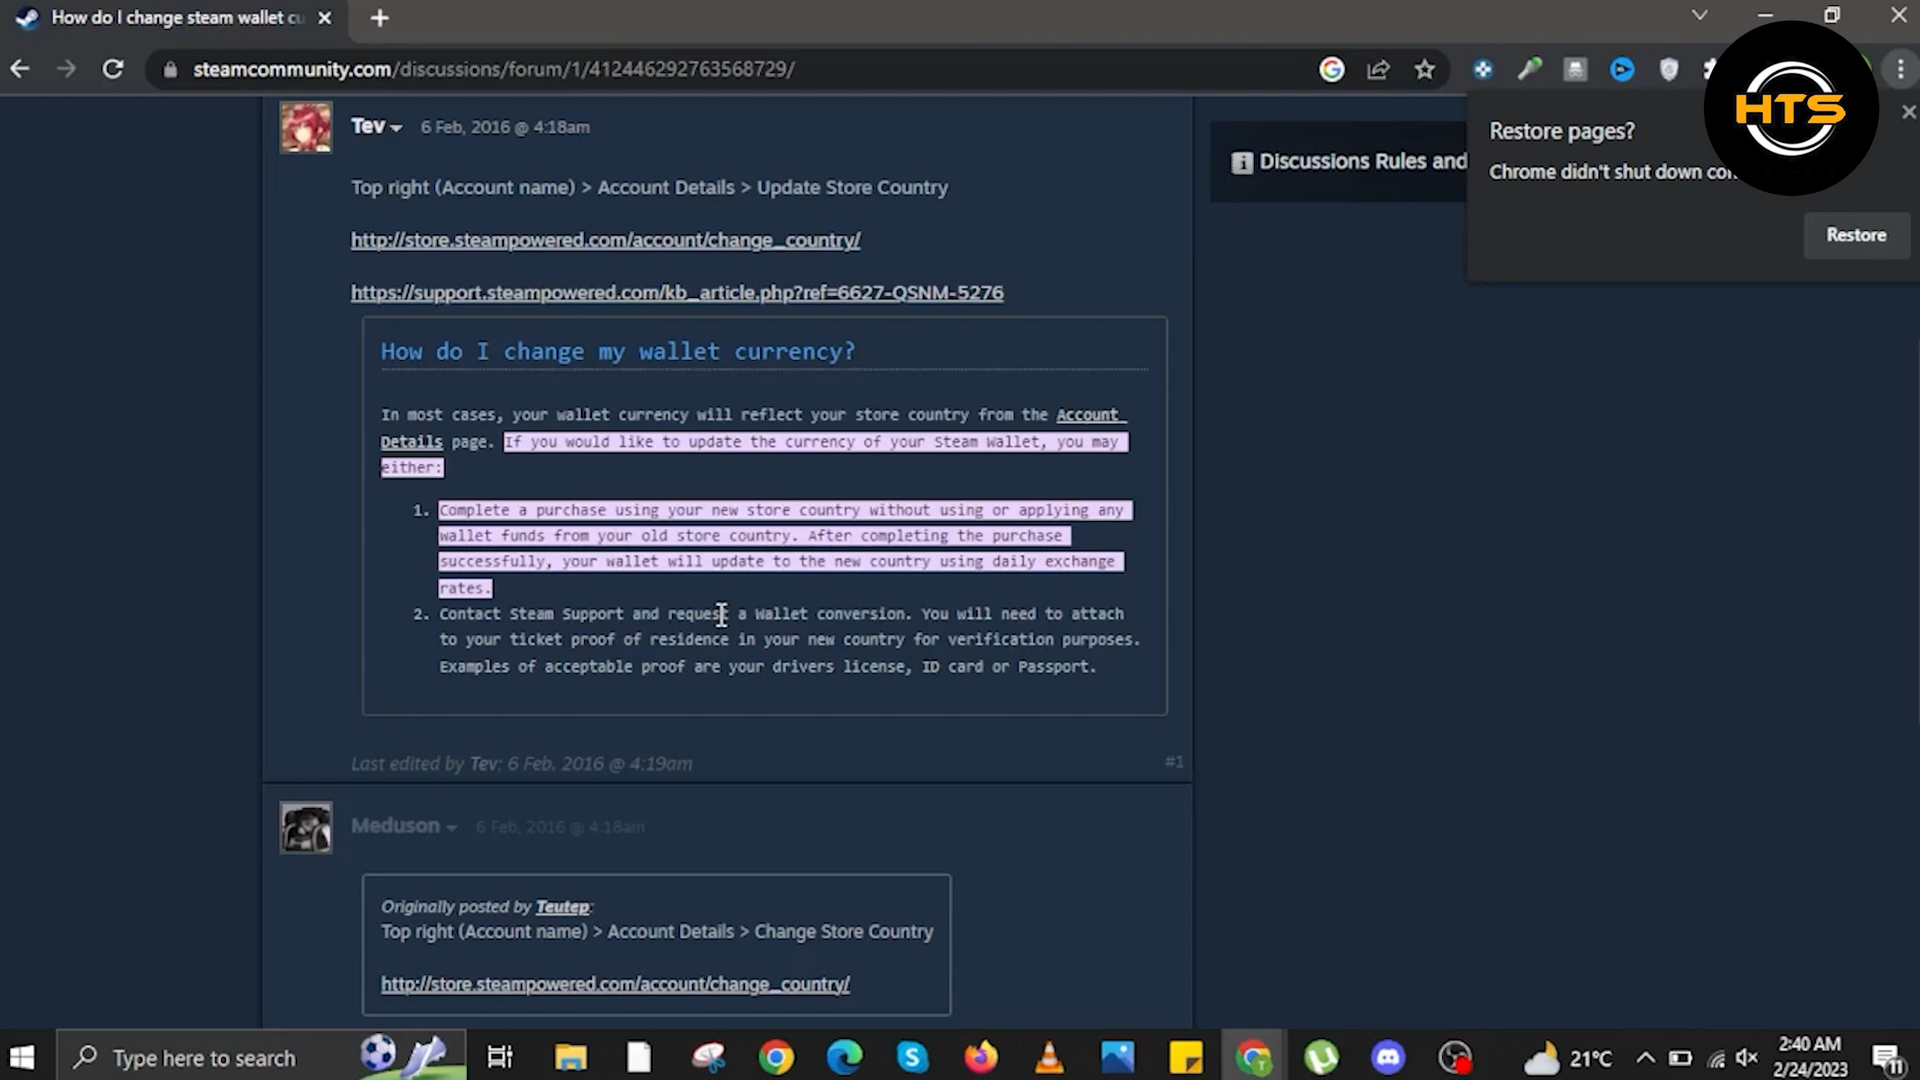 How do I change steam wallet cu
steamcommunity.com/discussions/forum/1/412446292763568729/
HTS
Restore pages?
Chrome didn't shut down cor
Restore
Discussions Rules and
Tev
6 Feb, 2016 @ 4:18am
Top right (Account name) > Account Details > Update Store Country
http://store.steampowered.com/account/change_country/
https://support.steampowered.com/kb_article.php?ref=6627-QSNM-5276
How do I change my wallet currency?
In most cases, your wallet currency will reflect your store country from the Account
Details page. If you would like to update the currency of your Steam Wallet, you may
either:
1. Complete a purchase using your new store country without using or applying any
wallet funds from your old store country. After completing the purchase
successfully, your wallet will update to the new country using daily exchange
rates.
2. Contact Steam Support and request a Wallet conversion. You will need to attach
to your ticket proof of residence in your new country for verification purposes.
Examples of acceptable proof are your drivers license, ID card or Passport.
Last edited by Tev; 6 Feb, 2016 @ 4:19am
#1
Meduson
6 Feb, 2016 @ 4:18am
Originally posted by Teutep:
Top right (Account name) > Account Details > Change Store Country
http://store.steampowered.com/account/change_country/
Type here to search
21°C
2:40 AM
2/24/2023
11